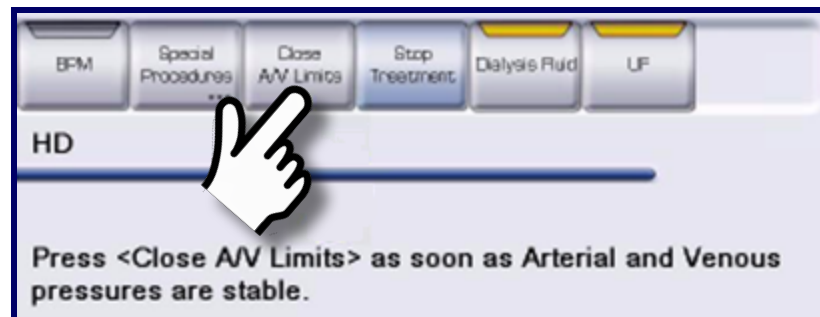 BPM
Special
Procedures
...
Close
A/V Limits
Stop
Treatment
Dialysis Fluid
UF
HD
Press <Close A/V Limits> as soon as Arterial and Venous
pressures are stable.